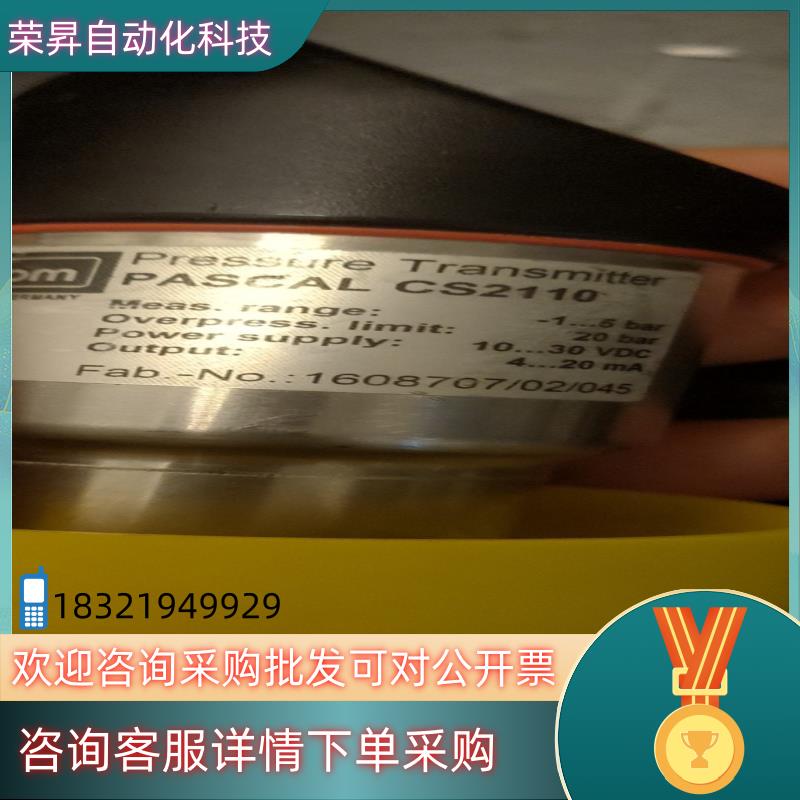 荣昇自动化科技
om
GERMANY
Pressure Transmitter
PASCAL CS2110
Meas. range: -1...5 bar
Overpress. limit: 20 bar
Power supply: 10...30 VDC
Output: 4...20 mA
Fab.-No.:1608707/02/045
18321949929
欢迎咨询采购批发可对公开票
咨询客服详情下单采购